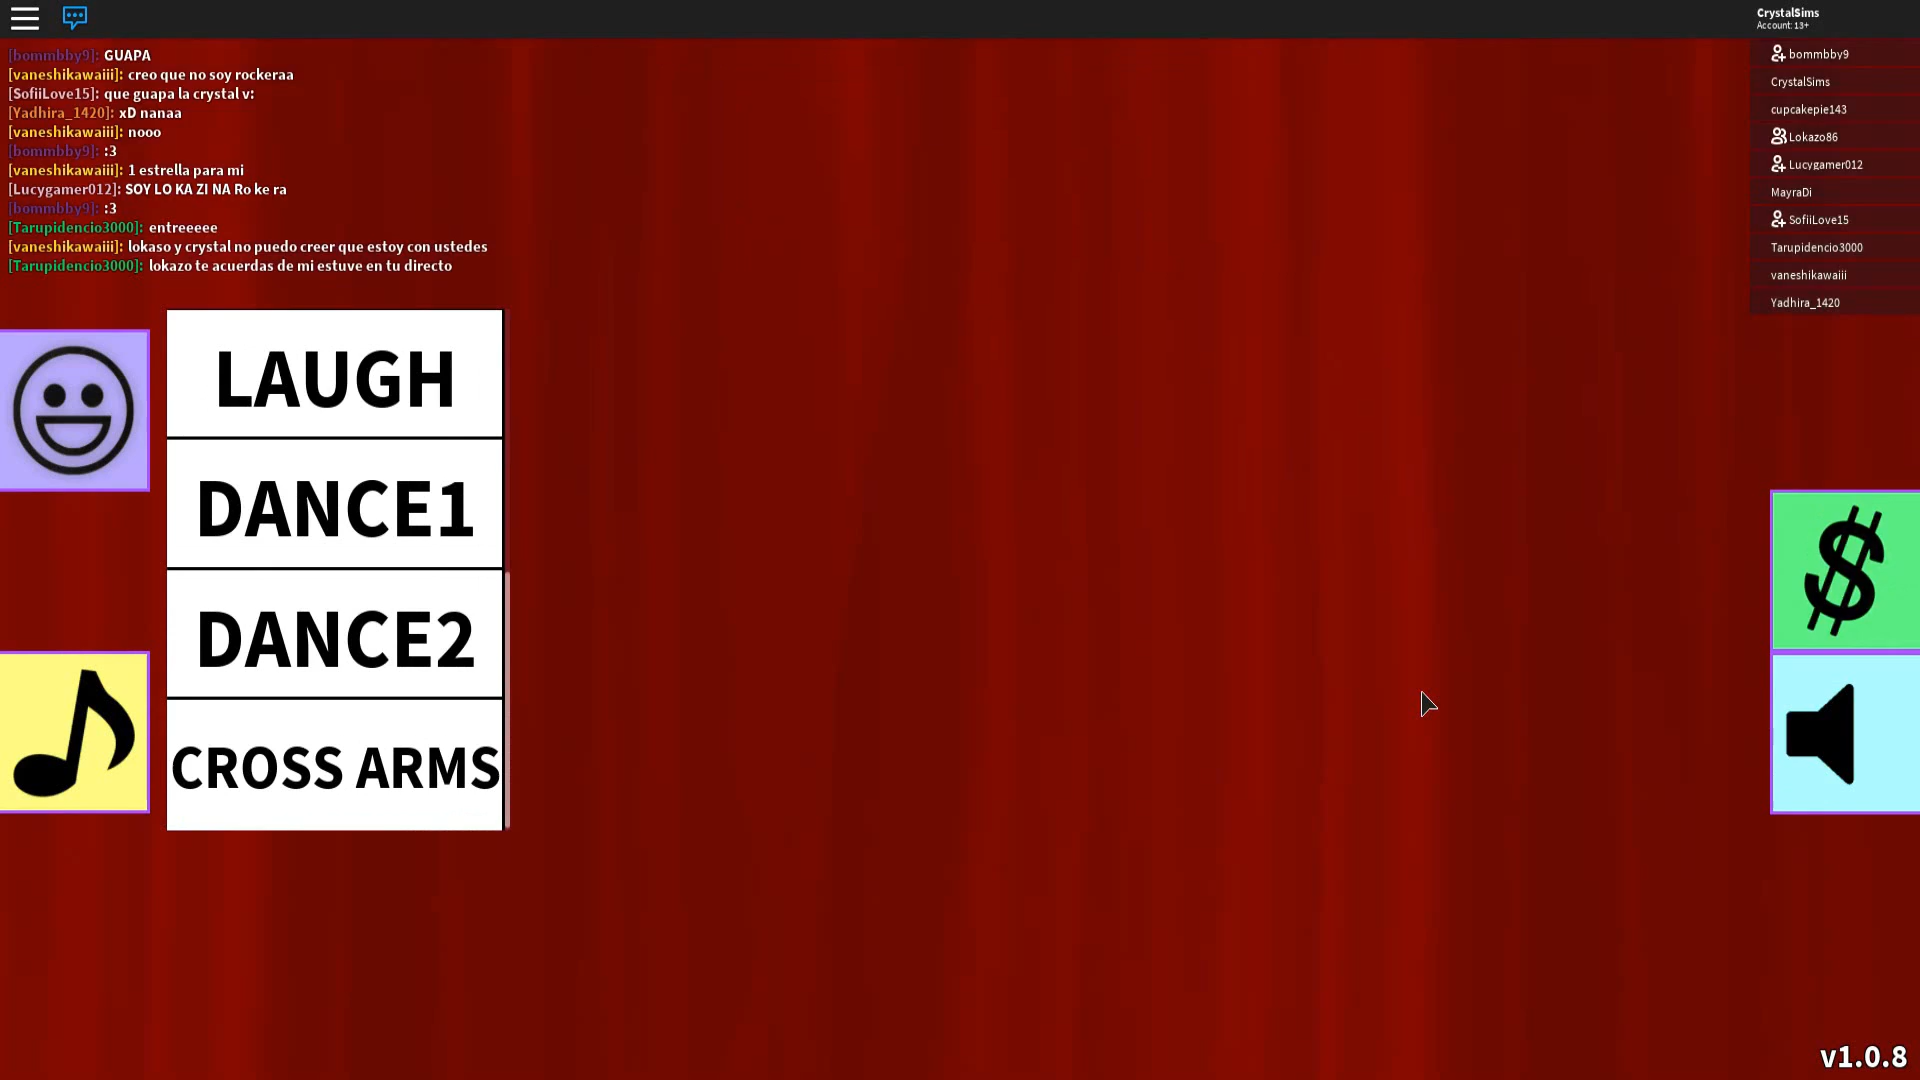 CrystalSims
Account: 13+
[bommbby9]: GUAPA
[vaneshikawaiii]: creo que no soy rockeraa
[SofiiLove15]: que guapa la crystal v:
[Yadhira_1420]: xD nanaa
[vaneshikawaiii]: nooo
[bommbby9]: :3
[vaneshikawaiii]: 1 estrella para mi
[Lucygamer012]: SOY LO KA ZI NA Ro ke ra
[bommbby9]: :3
[Tarupidencio3000]: entreeeee
[vaneshikawaiii]: lokaso y crystal no puedo creer que estoy con ustedes
[Tarupidencio3000]: lokazo te acuerdas de mi estuve en tu directo
bommbby9
CrystalSims
cupcakepie143
Lokazo86
Lucygamer012
MayraDi
SofiiLove15
Tarupidencio3000
vaneshikawaiii
Yadhira_1420
LAUGH
DANCE1
DANCE2
CROSS ARMS
$
v1.0.8